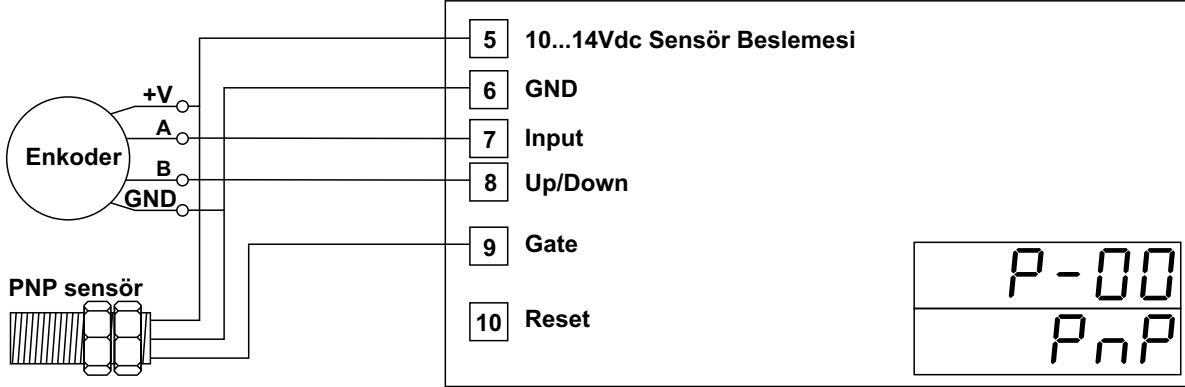 5 10...14Vdc Sensör Beslemesi
6 GND
+V
A
7 Input
Enkoder
B
8 Up/Down
GND
9 Gate
P-00
PNP sensör
10 Reset
PnP